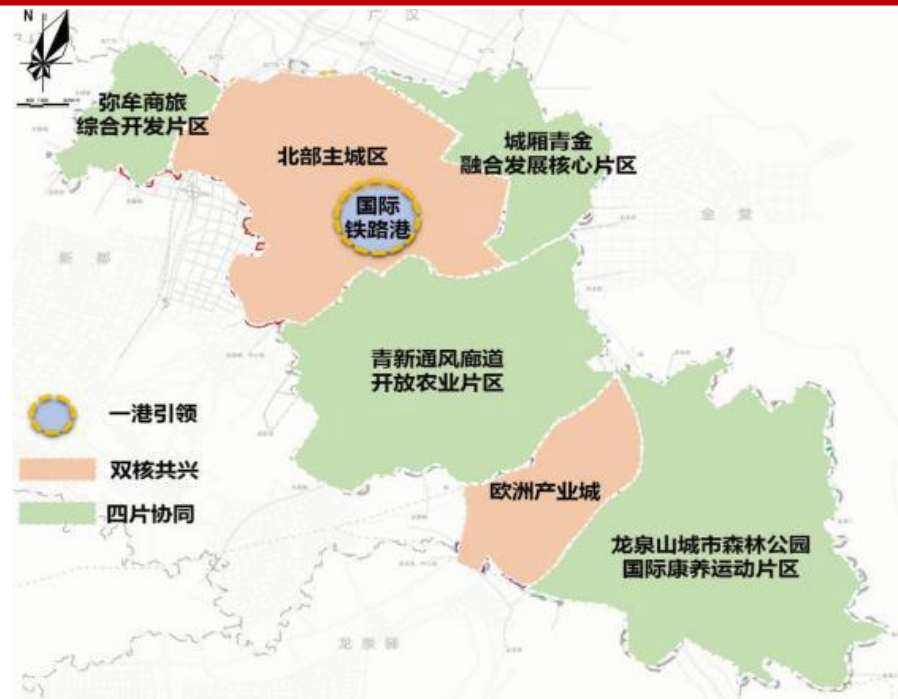 N
广汉
弥牟商旅
综合开发片区
城厢青金
融合发展核心片区
北部主城区
国际
铁路港
金堂
新都
青新通风廊道
开放农业片区
一港引领
双核共兴
四片协同
欧洲产业城
龙泉山城市森林公园
国际康养运动片区
龙泉驿